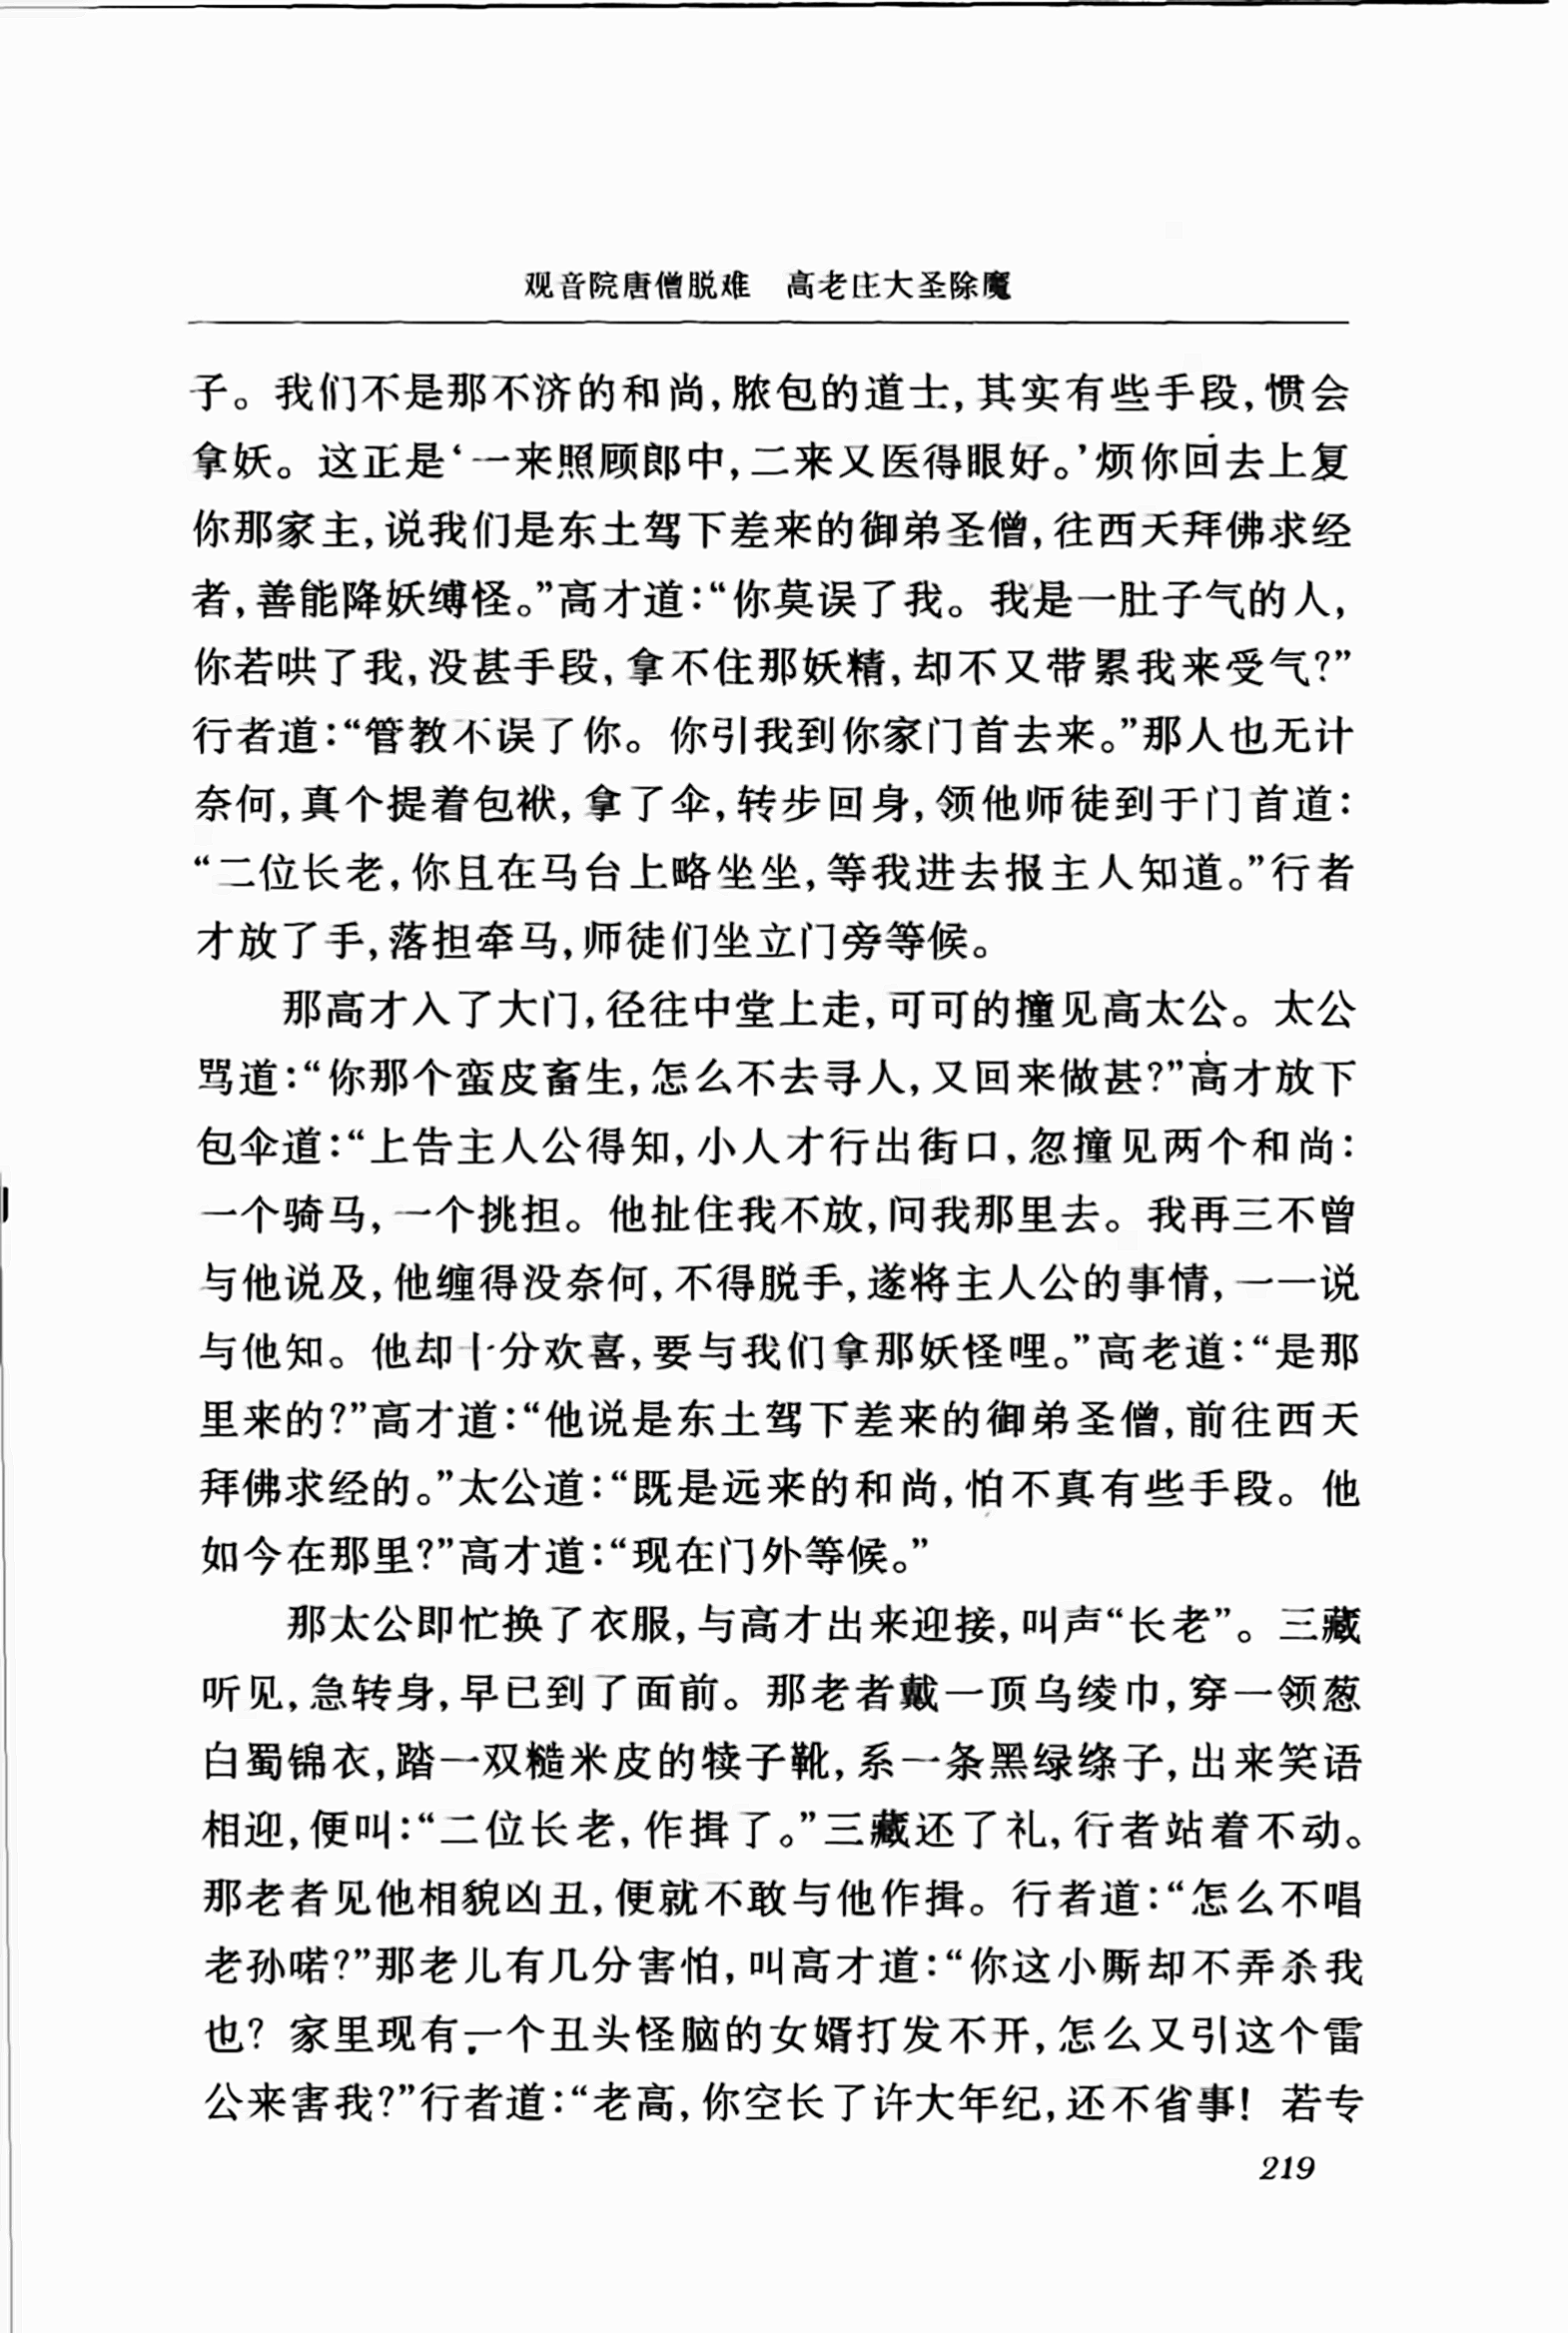 观音院唐僧脱难　高老庄大圣除魔
子。我们不是那不济的和尚,脓包的道士,其实有些手段,惯会
拿妖。这正是‘一来照顾郎中,二来又医得眼好。’烦你回去上复
你那家主,说我们是东土驾下差来的御弟圣僧,往西天拜佛求经
者,善能降妖缚怪。”高才道:“你莫误了我。我是一肚子气的人,
你若哄了我,没甚手段,拿不住那妖精,却不又带累我来受气?”
行者道:“管教不误了你。你引我到你家门首去来。”那人也无计
奈何,真个提着包袱,拿了伞,转步回身,领他师徒到于门首道:
“二位长老,你且在马台上略坐坐,等我进去报主人知道。”行者
才放了手,落担牵马,师徒们坐立门旁等候。
那高才入了大门,径往中堂上走,可可的撞见高太公。太公
骂道:“你那个蛮皮畜生,怎么不去寻人,又回来做甚?”高才放下
包伞道:“上告主人公得知,小人才行出街口,忽撞见两个和尚:
一个骑马,一个挑担。他扯住我不放,问我那里去。我再三不曾
与他说及,他缠得没奈何,不得脱手,遂将主人公的事情,一一说
与他知。他却十分欢喜,要与我们拿那妖怪哩。”高老道:“是那
里来的?”高才道:“他说是东土驾下差来的御弟圣僧,前往西天
拜佛求经的。”太公道:“既是远来的和尚,怕不真有些手段。他
如今在那里?”高才道:“现在门外等候。”
那太公即忙换了衣服,与高才出来迎接,叫声“长老”。三藏
听见,急转身,早已到了面前。那老者戴一顶乌绫巾,穿一领葱
白蜀锦衣,踏一双糙米皮的犊子靴,系一条黑绿绦子,出来笑语
相迎,便叫:“二位长老,作揖了。”三藏还了礼,行者站着不动。
那老者见他相貌凶丑,便就不敢与他作揖。行者道:“怎么不唱
老孙喏?”那老儿有几分害怕,叫高才道:“你这小厮却不弄杀我
也? 家里现有一个丑头怪脑的女婿打发不开,怎么又引这个雷
公来害我?”行者道:“老高,你空长了许大年纪,还不省事! 若专
219